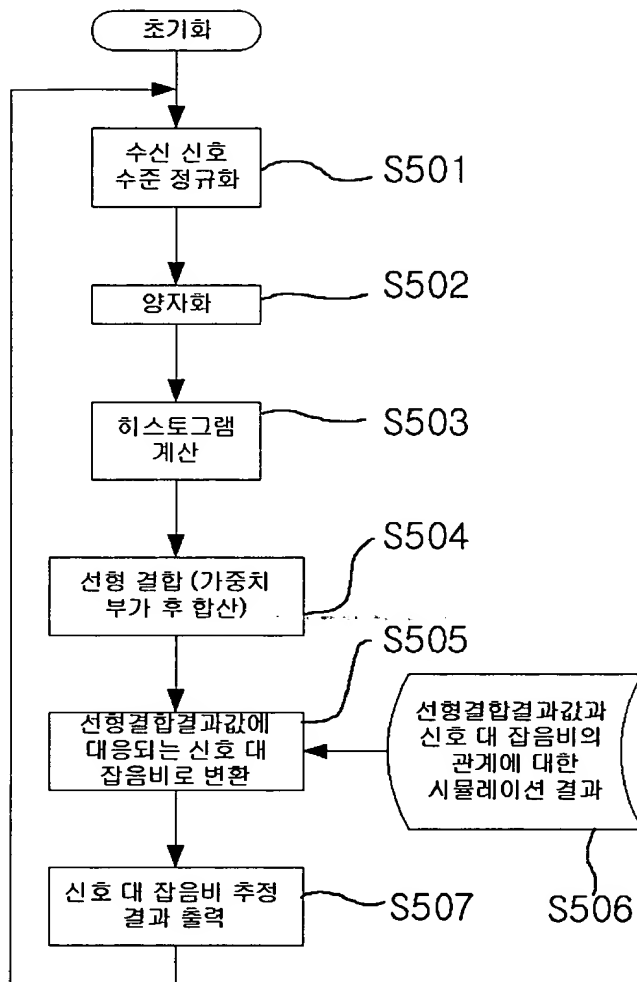 초기화
수신 신호
수준 정규화
S501
양자화
S502
히스토그램
계산
S503
선형 결합 (가중치
부가 후 합산)
S504
선형결합결과값에
대응되는 신호 대
잡음비로 변환
S505
선형결합결과값과
신호 대 잡음비의
관계에 대한
시뮬레이션 결과
S506
신호 대 잡음비 추정
결과 출력
S507